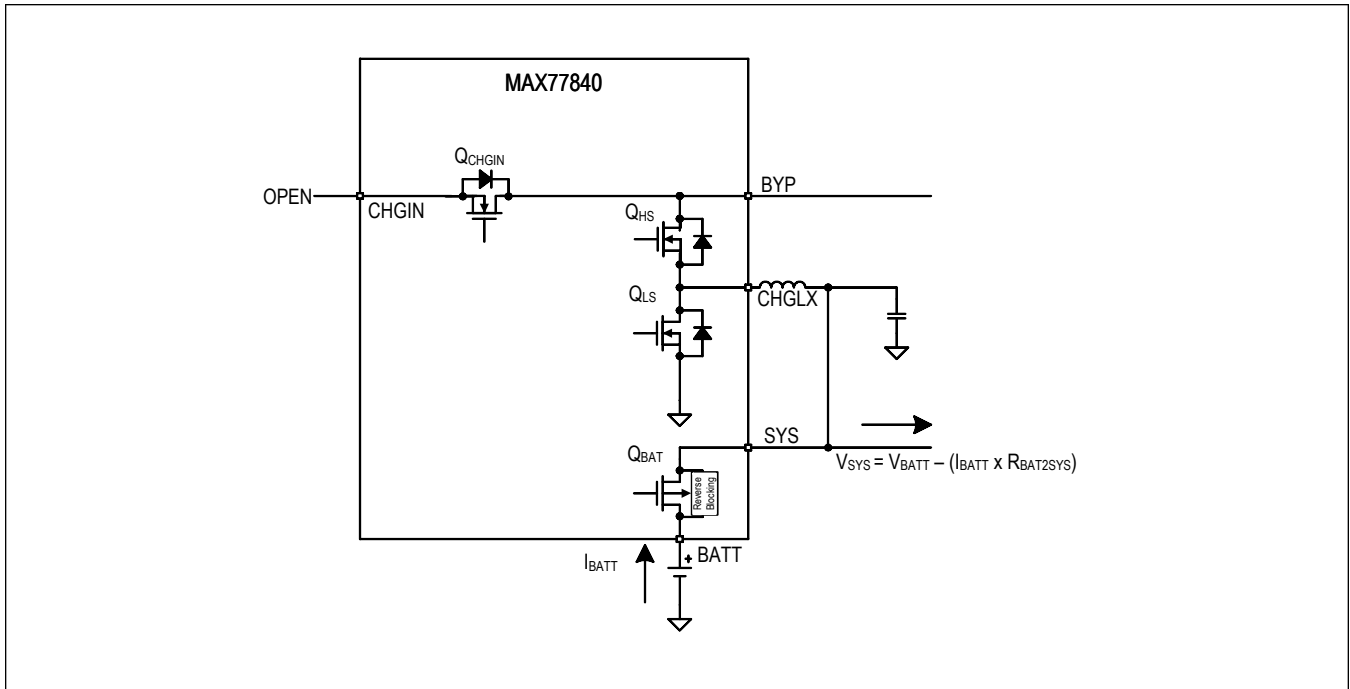 MAX77840
QCHGIN
OPEN
CHGIN
BYP
QHS
QLS
CHGLX
SYS
QBAT
Reverse
Blocking
VSYS = VBATT – (IBATT x RBAT2SYS)
IBATT
+ BATT